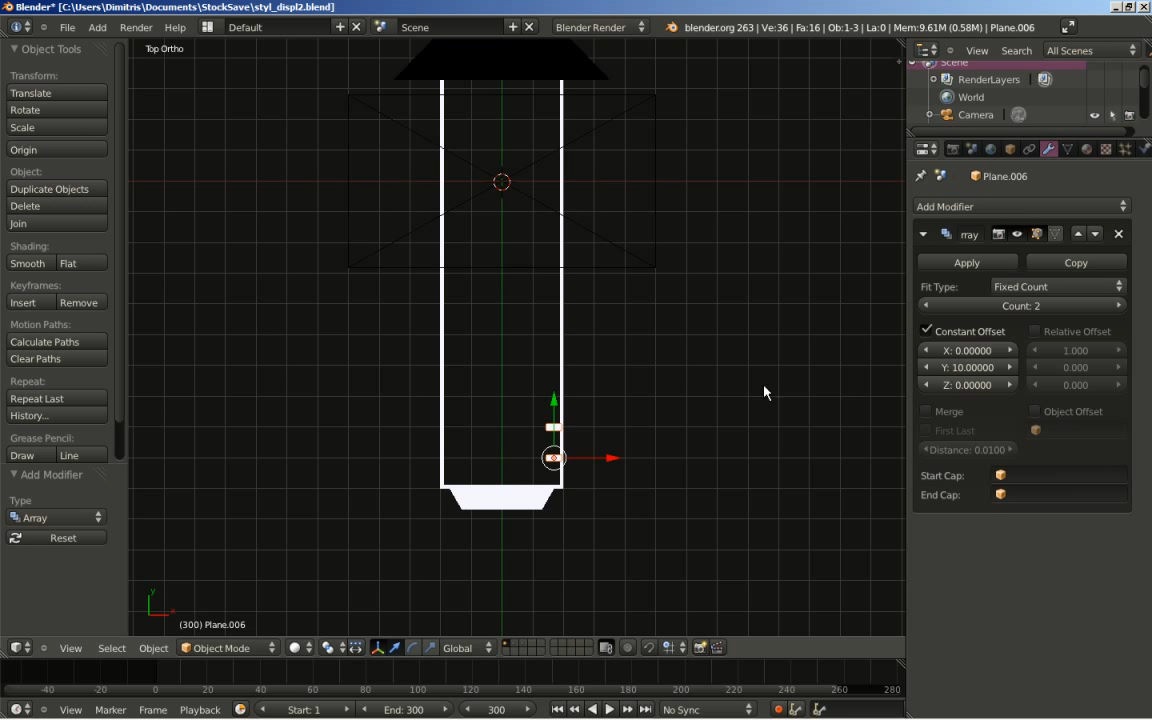 Blender* [C:\Users\Dimitris\Documents\StockSave\styl_displ2.blend]
File Add Render Help Default Scene Blender Render blender.org 263 | Ve:36 | Fa:16 | Ob:1-3 | La:0 | Mem:9.61M (0.58M) | Plane.006
Object Tools
Transform:
Translate
Rotate
Scale
Origin
Object:
Duplicate Objects
Delete
Join
Shading:
Smooth Flat
Keyframes:
Insert Remove
Motion Paths:
Calculate Paths
Clear Paths
Repeat:
Repeat Last
History...
Grease Pencil:
Draw Line
Add Modifier
Type
Array
Reset
Top Ortho
y
(300) Plane.006
View Select Object Object Mode Global
-40 -20 0 20 40 60 80 100 120 140 160 180 200 220 240 260 280
View Marker Frame Playback Start: 1 End: 300 300 No Sync
View Search All Scenes
Scene
RenderLayers
World
Camera
Plane.006
Add Modifier
rray
Apply Copy
Fit Type: Fixed Count
Count: 2
Constant Offset Relative Offset
X: 0.00000 1.000
Y: 10.00000 0.000
Z: 0.00000 0.000
Merge Object Offset
First Last
Distance: 0.0100
Start Cap:
End Cap: